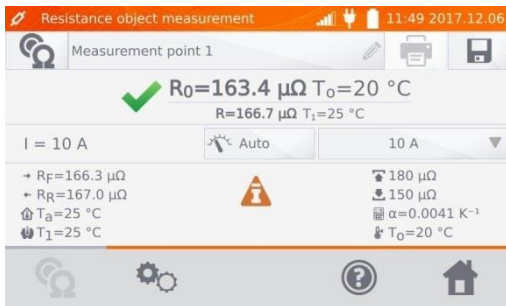 Resistance object measurement 11:49 2017.12.06
Measurement point 1
R0=163.4 µΩ To=20 °C
R=166.7 µΩ T1=25 °C
I = 10 A Auto 10 A
RF=166.3 µΩ 180 µΩ
RR=167.0 µΩ 150 µΩ
Ta=25 °C α=0.0041 K⁻¹
T1=25 °C To=20 °C